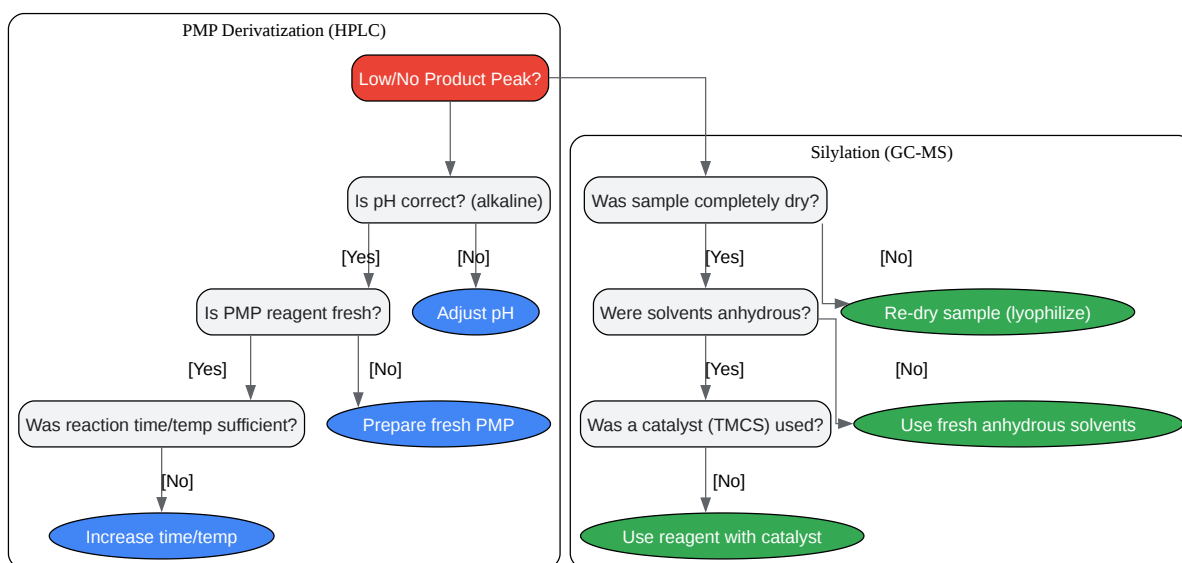 PMP Derivatization (HPLC)
Low/No Product Peak?
Silylation (GC-MS)
Is pH correct? (alkaline)
Was sample completely dry?
[Yes]
[No]
[Yes]
[No]
Is PMP reagent fresh?
Adjust pH
Were solvents anhydrous?
Re-dry sample (lyophilize)
[Yes]
[No]
[Yes]
[No]
Was reaction time/temp sufficient?
Prepare fresh PMP
Was a catalyst (TMCS) used?
Use fresh anhydrous solvents
[No]
[No]
Increase time/temp
Use reagent with catalyst